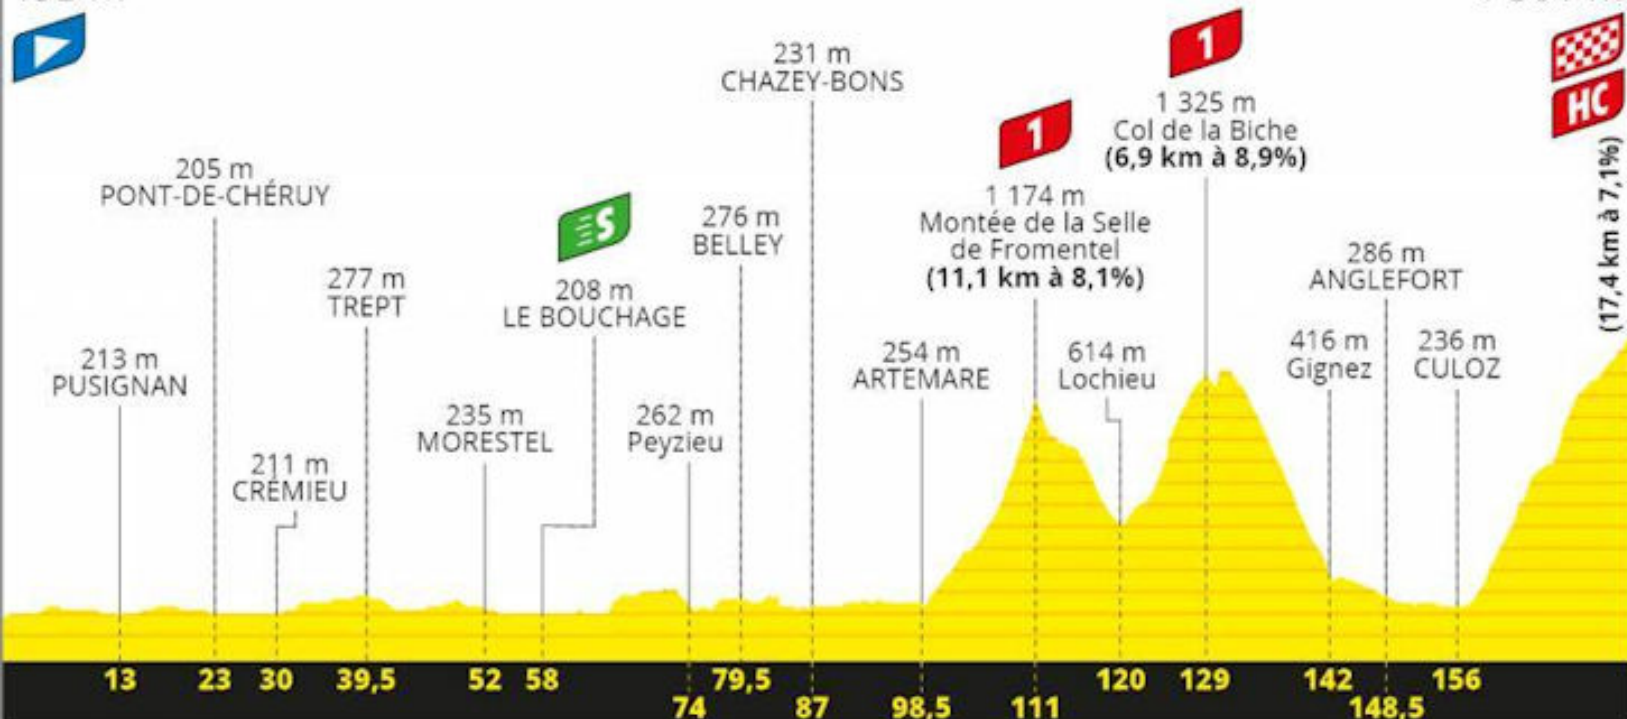 231 m
CHAZEY-BONS
1
1 325 m
Col de la Biche
(6,9 km à 8,9%)
HC
(17,4 km à 7,1%)
1
1 174 m
Montée de la Selle
de Fromentel
(11,1 km à 8,1%)
205 m
PONT-DE-CHÉRUY
S
276 m
BELLEY
286 m
ANGLEFORT
277 m
TREPT
208 m
LE BOUCHAGE
213 m
PUSIGNAN
254 m
ARTEMARE
614 m
Lochieu
416 m
Gignez
236 m
CULOZ
235 m
MORESTEL
262 m
Peyzieu
211 m
CRÉMIEU
13 23 30 39,5 52 58 79,5 120 129 142 156
74 87 98,5 111 148,5